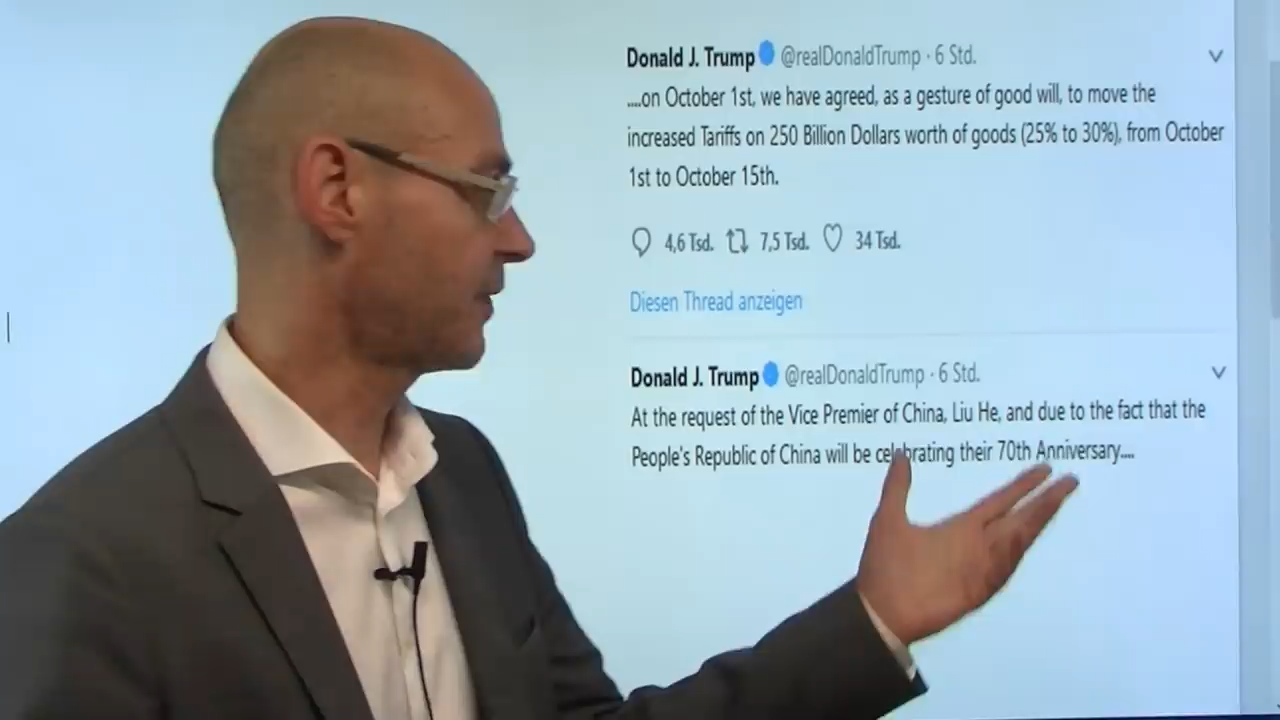 Donald J. Trump @realDonaldTrump · 6 Std.
....on October 1st, we have agreed, as a gesture of good will, to move the
increased Tariffs on 250 Billion Dollars worth of goods (25% to 30%), from October
1st to October 15th.
4,6 Tsd. 7,5 Tsd. 34 Tsd.
Diesen Thread anzeigen
Donald J. Trump @realDonaldTrump · 6 Std.
At the request of the Vice Premier of China, Liu He, and due to the fact that the
People's Republic of China will be celebrating their 70th Anniversary....